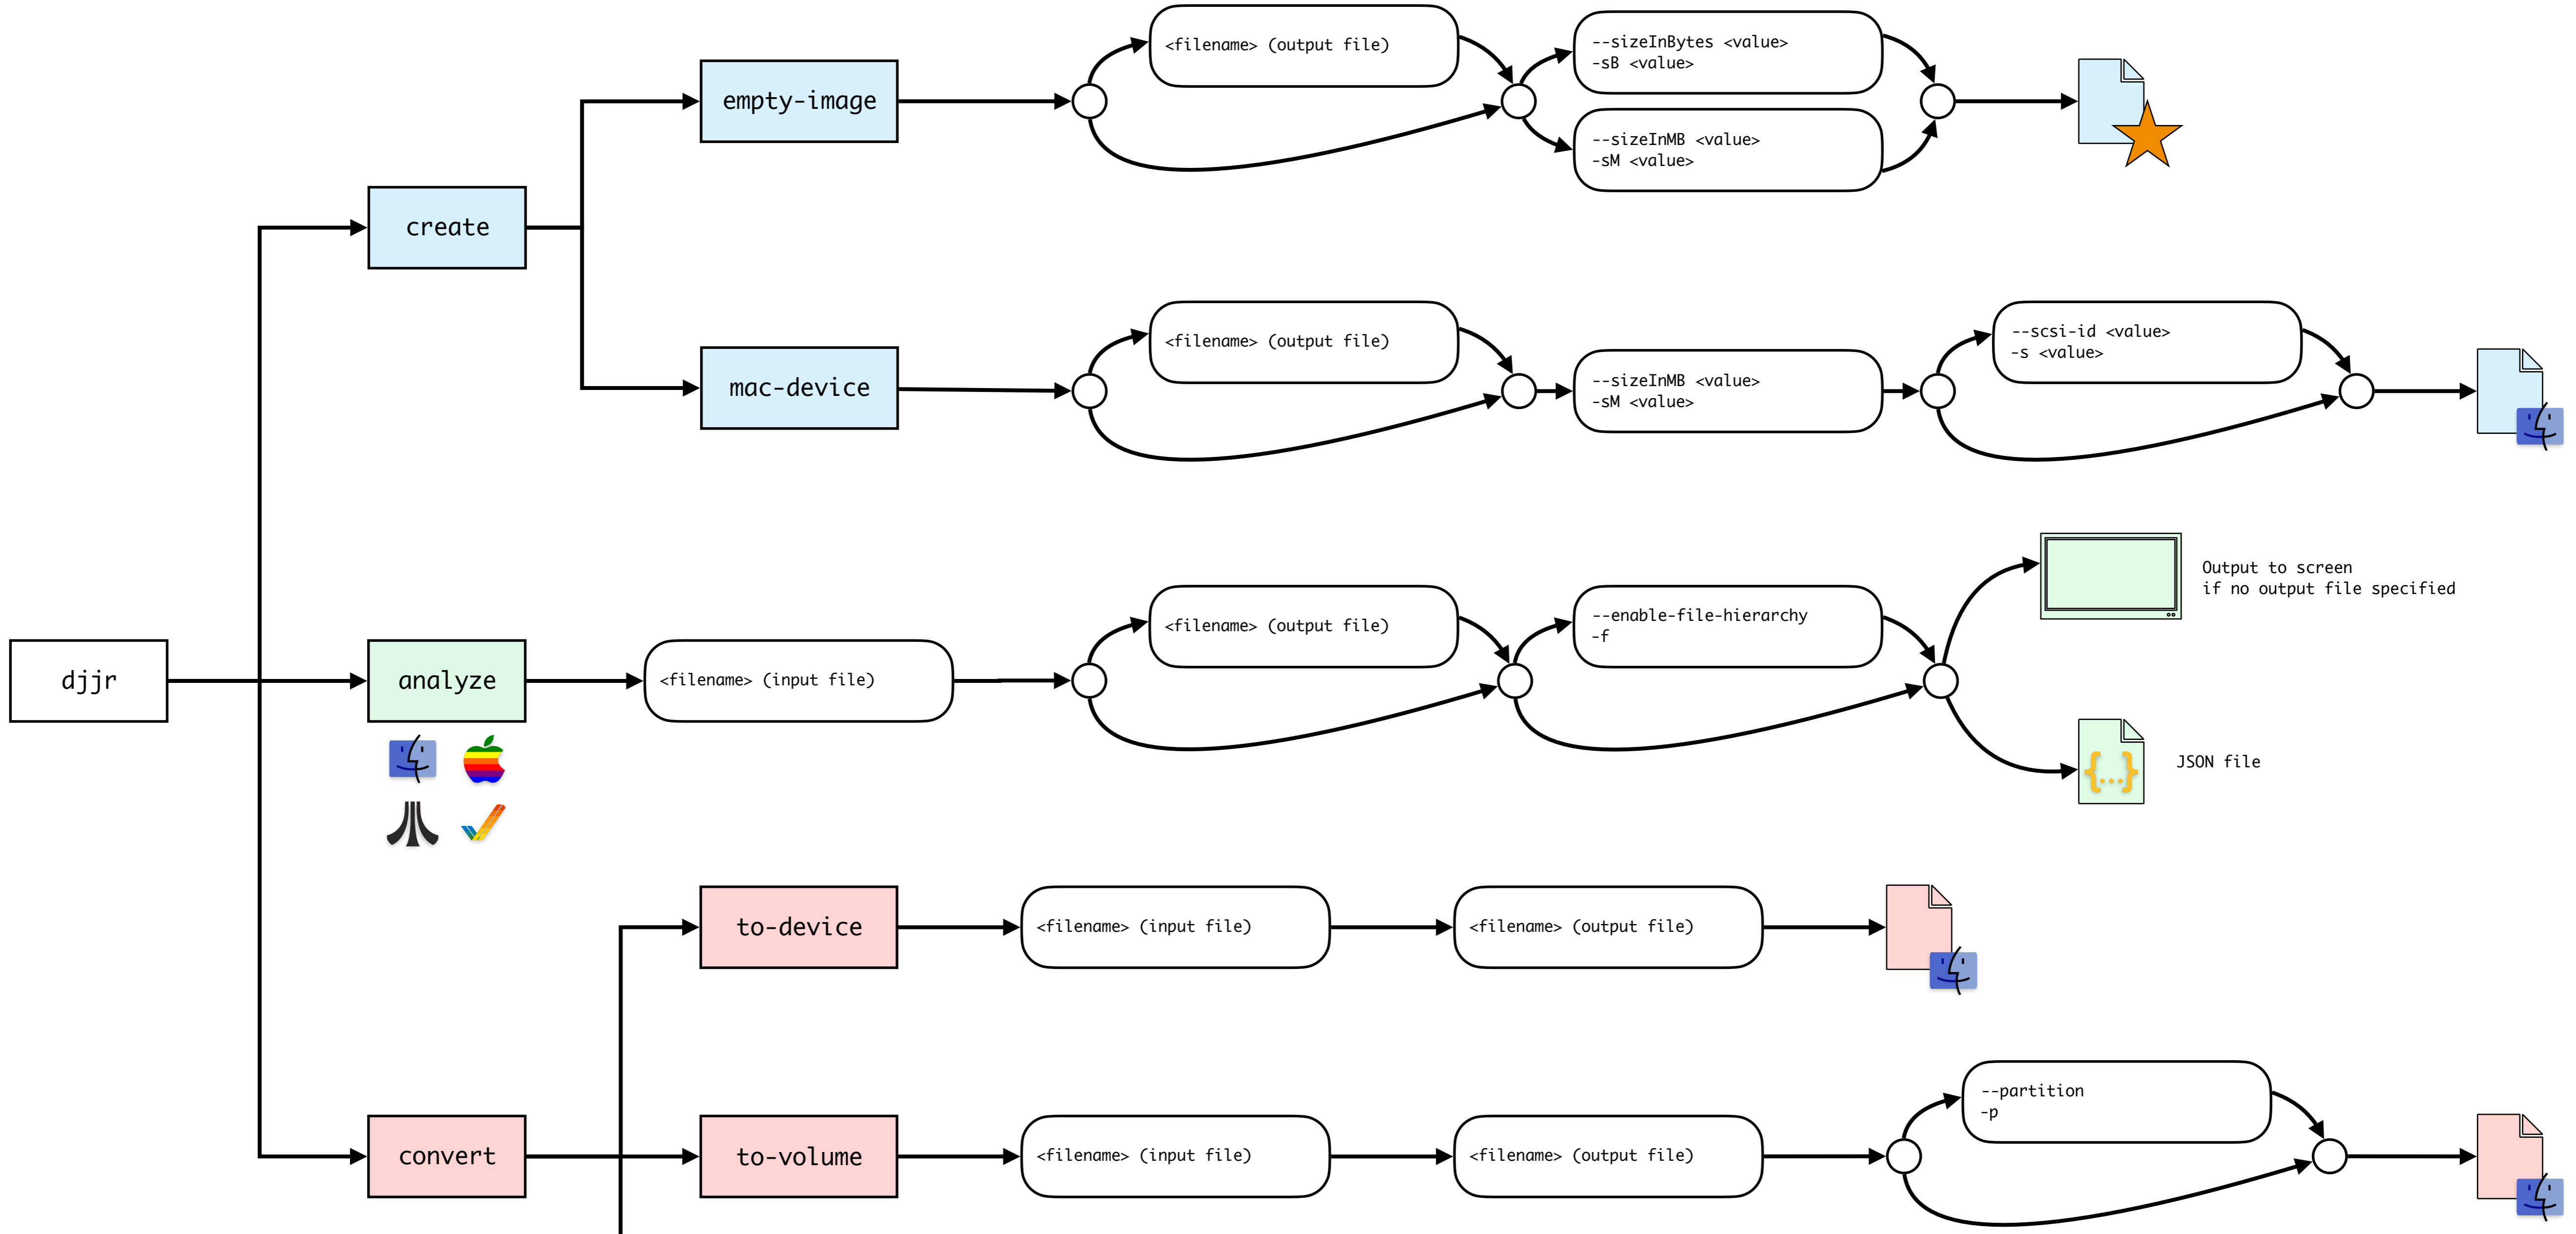 <filename> (output file)
--sizeInBytes <value>
-sB <value>
empty-image
--sizeInMB <value>
-sM <value>
create
<filename> (output file)
--scsi-id <value>
-s <value>
mac-device
--sizeInMB <value>
-sM <value>
Output to screen
if no output file specified
<filename> (output file)
--enable-file-hierarchy
-f
djjr
analyze
<filename> (input file)
JSON file
{...}
to-device
<filename> (input file)
<filename> (output file)
--partition
-p
convert
to-volume
<filename> (input file)
<filename> (output file)